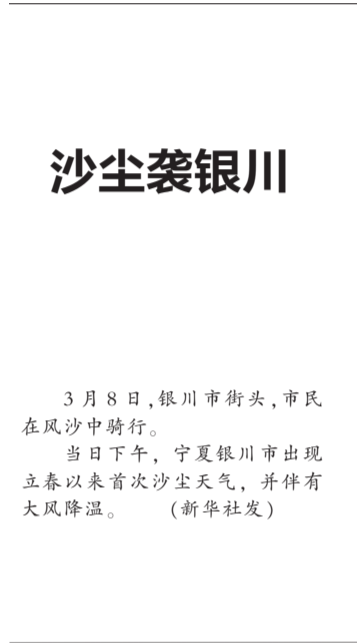 沙尘袭银川
3月8日,银川市街头,市民
在风沙中骑行。
当日下午，宁夏银川市出现
立春以来首次沙尘天气，并伴有
大风降温。 (新华社发)